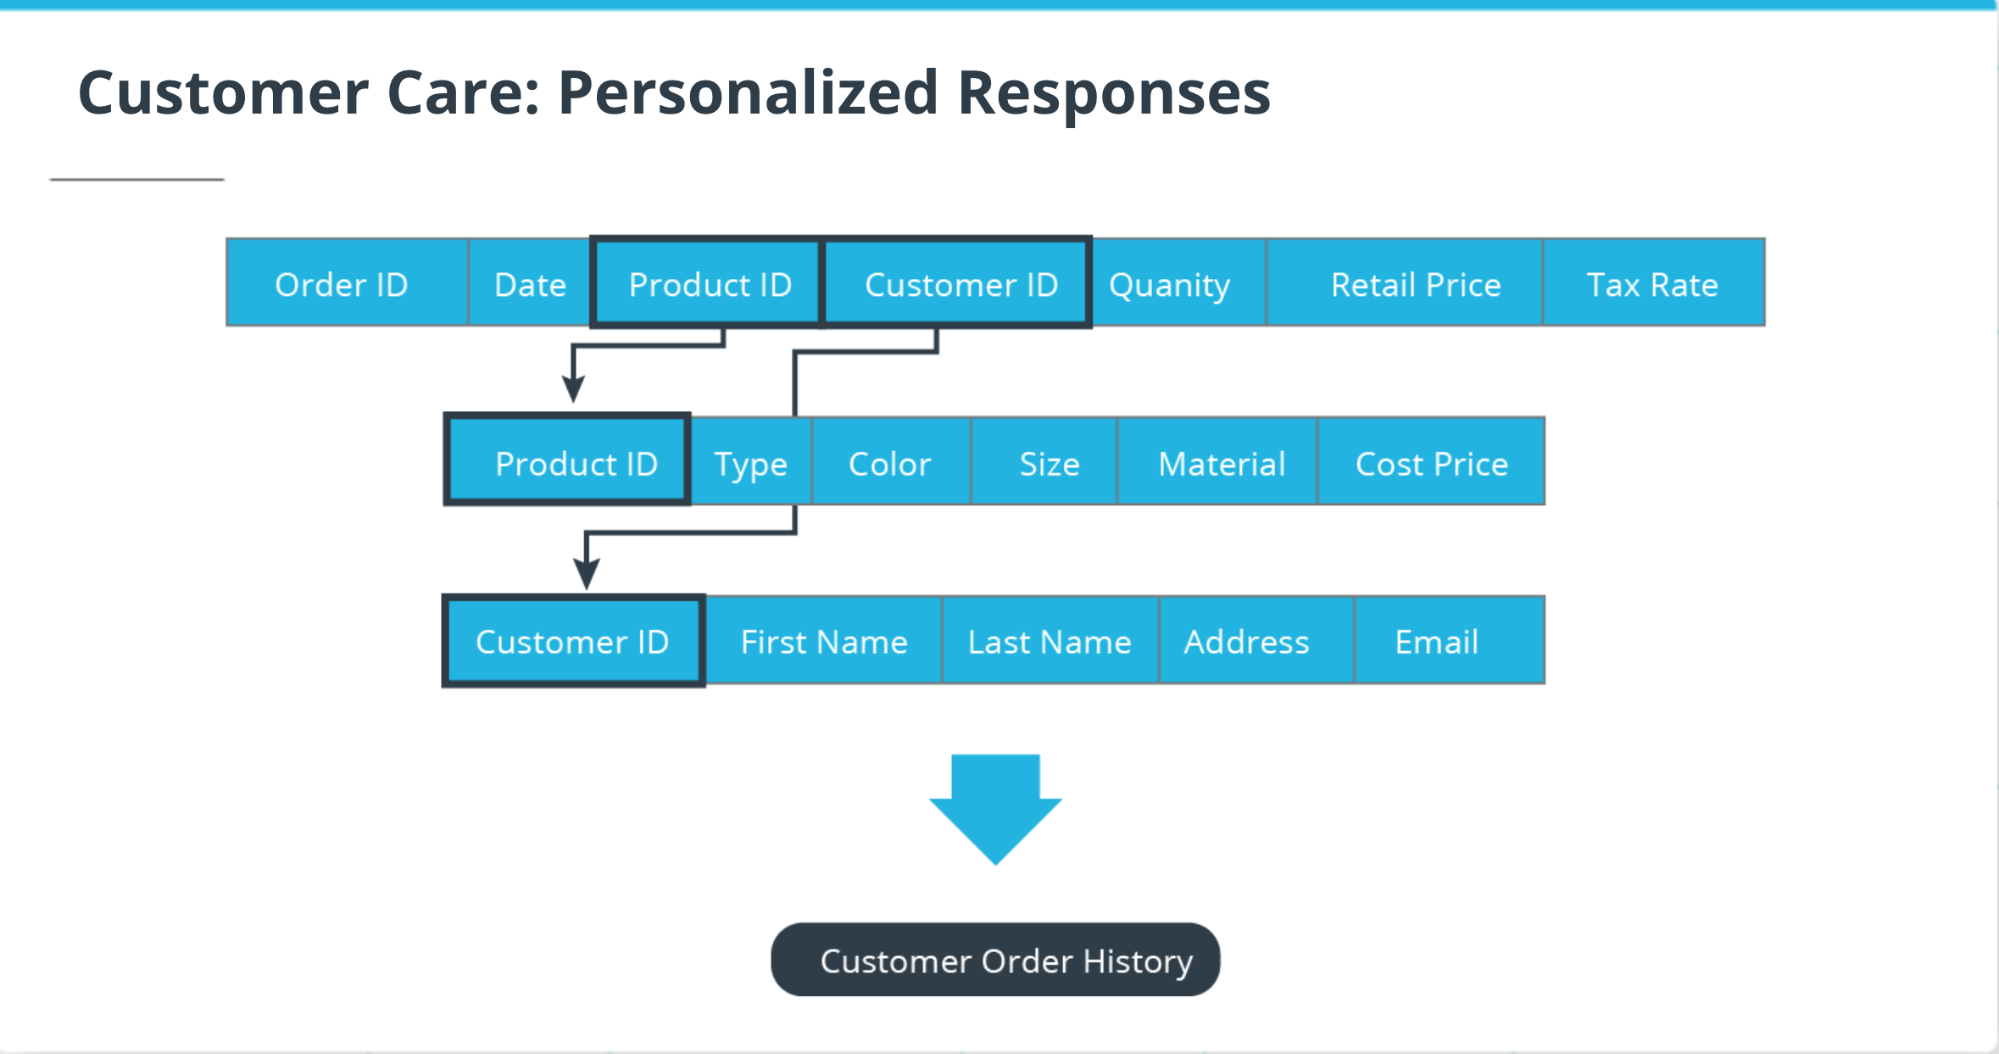 Customer Care: Personalized Responses
Order ID Date Product ID Customer ID Quanity Retail Price Tax Rate
Product ID Type Color Size Material Cost Price
Customer ID First Name Last Name Address Email
Customer Order History